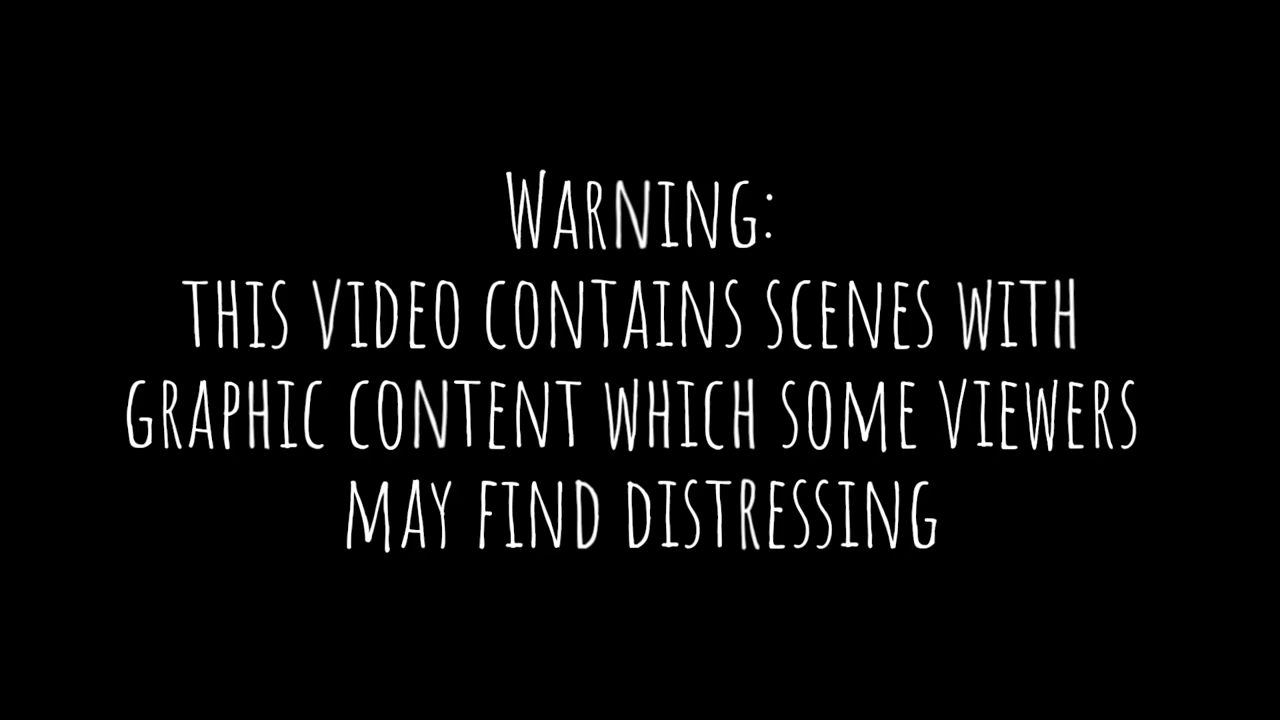 Warning:
this video contains scenes with
graphic content which some viewers
may find distressing